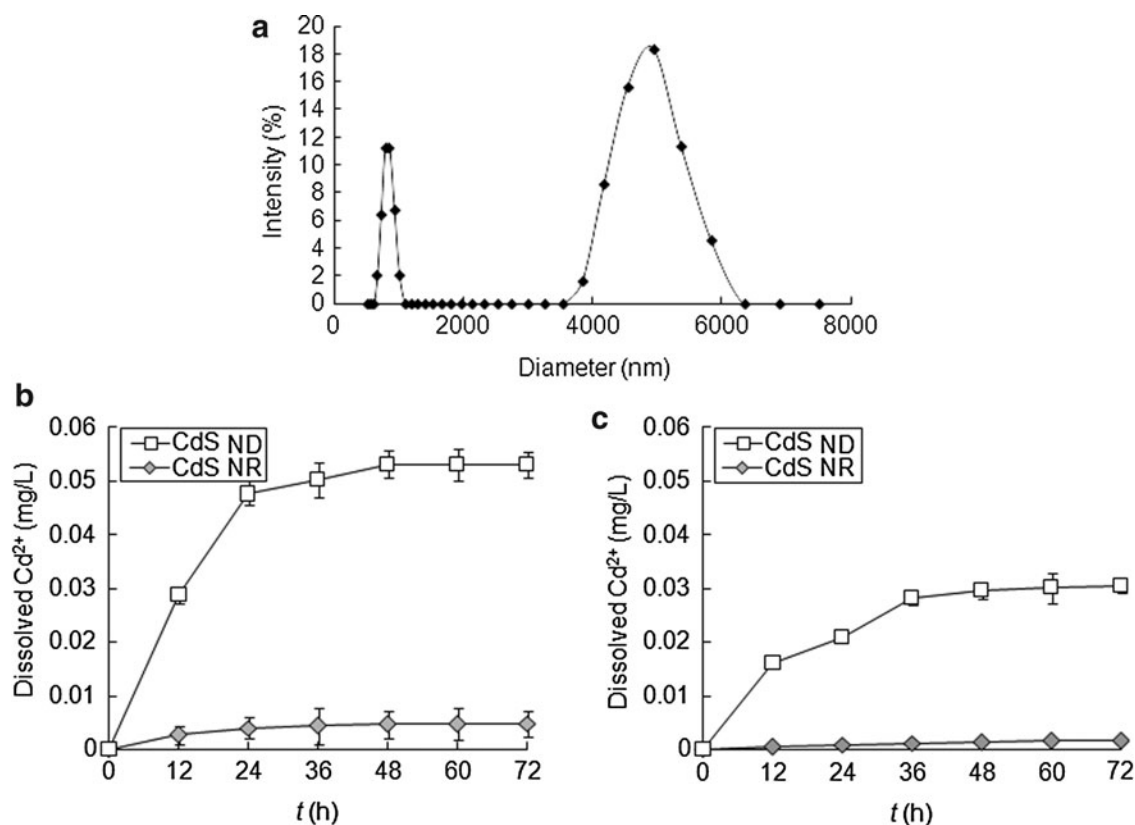 a
Intensity (%)
20
18
16
14
12
10
8
6
4
2
0
0 2000 4000 6000 8000
Diameter (nm)
b
Dissolved Cd²⁺ (mg/L)
0.06
0.05
0.04
0.03
0.02
0.01
0
CdS ND
CdS NR
0 12 24 36 48 60 72
t (h)
c
Dissolved Cd²⁺ (mg/L)
0.06
0.05
0.04
0.03
0.02
0.01
0
CdS ND
CdS NR
0 12 24 36 48 60 72
t (h)